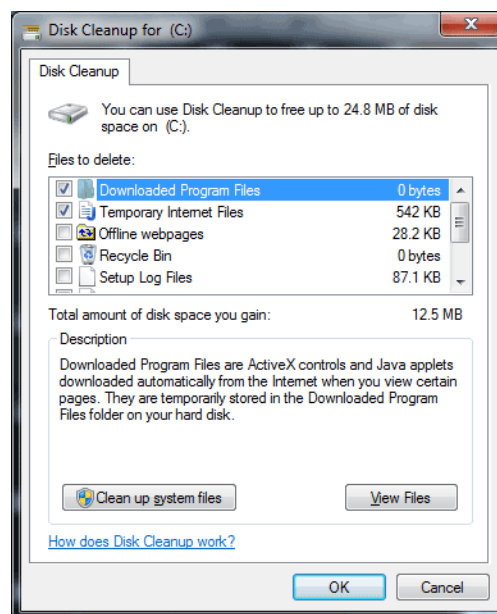 Disk Cleanup for (C:)
Disk Cleanup
You can use Disk Cleanup to free up to 24.8 MB of disk
space on (C:).
Files to delete:
Downloaded Program Files 0 bytes
Temporary Internet Files 542 KB
Offline webpages 28.2 KB
Recycle Bin 0 bytes
Setup Log Files 87.1 KB
Total amount of disk space you gain: 12.5 MB
Description
Downloaded Program Files are ActiveX controls and Java applets
downloaded automatically from the Internet when you view certain
pages. They are temporarily stored in the Downloaded Program
Files folder on your hard disk.
Clean up system files View Files
How does Disk Cleanup work?
OK Cancel